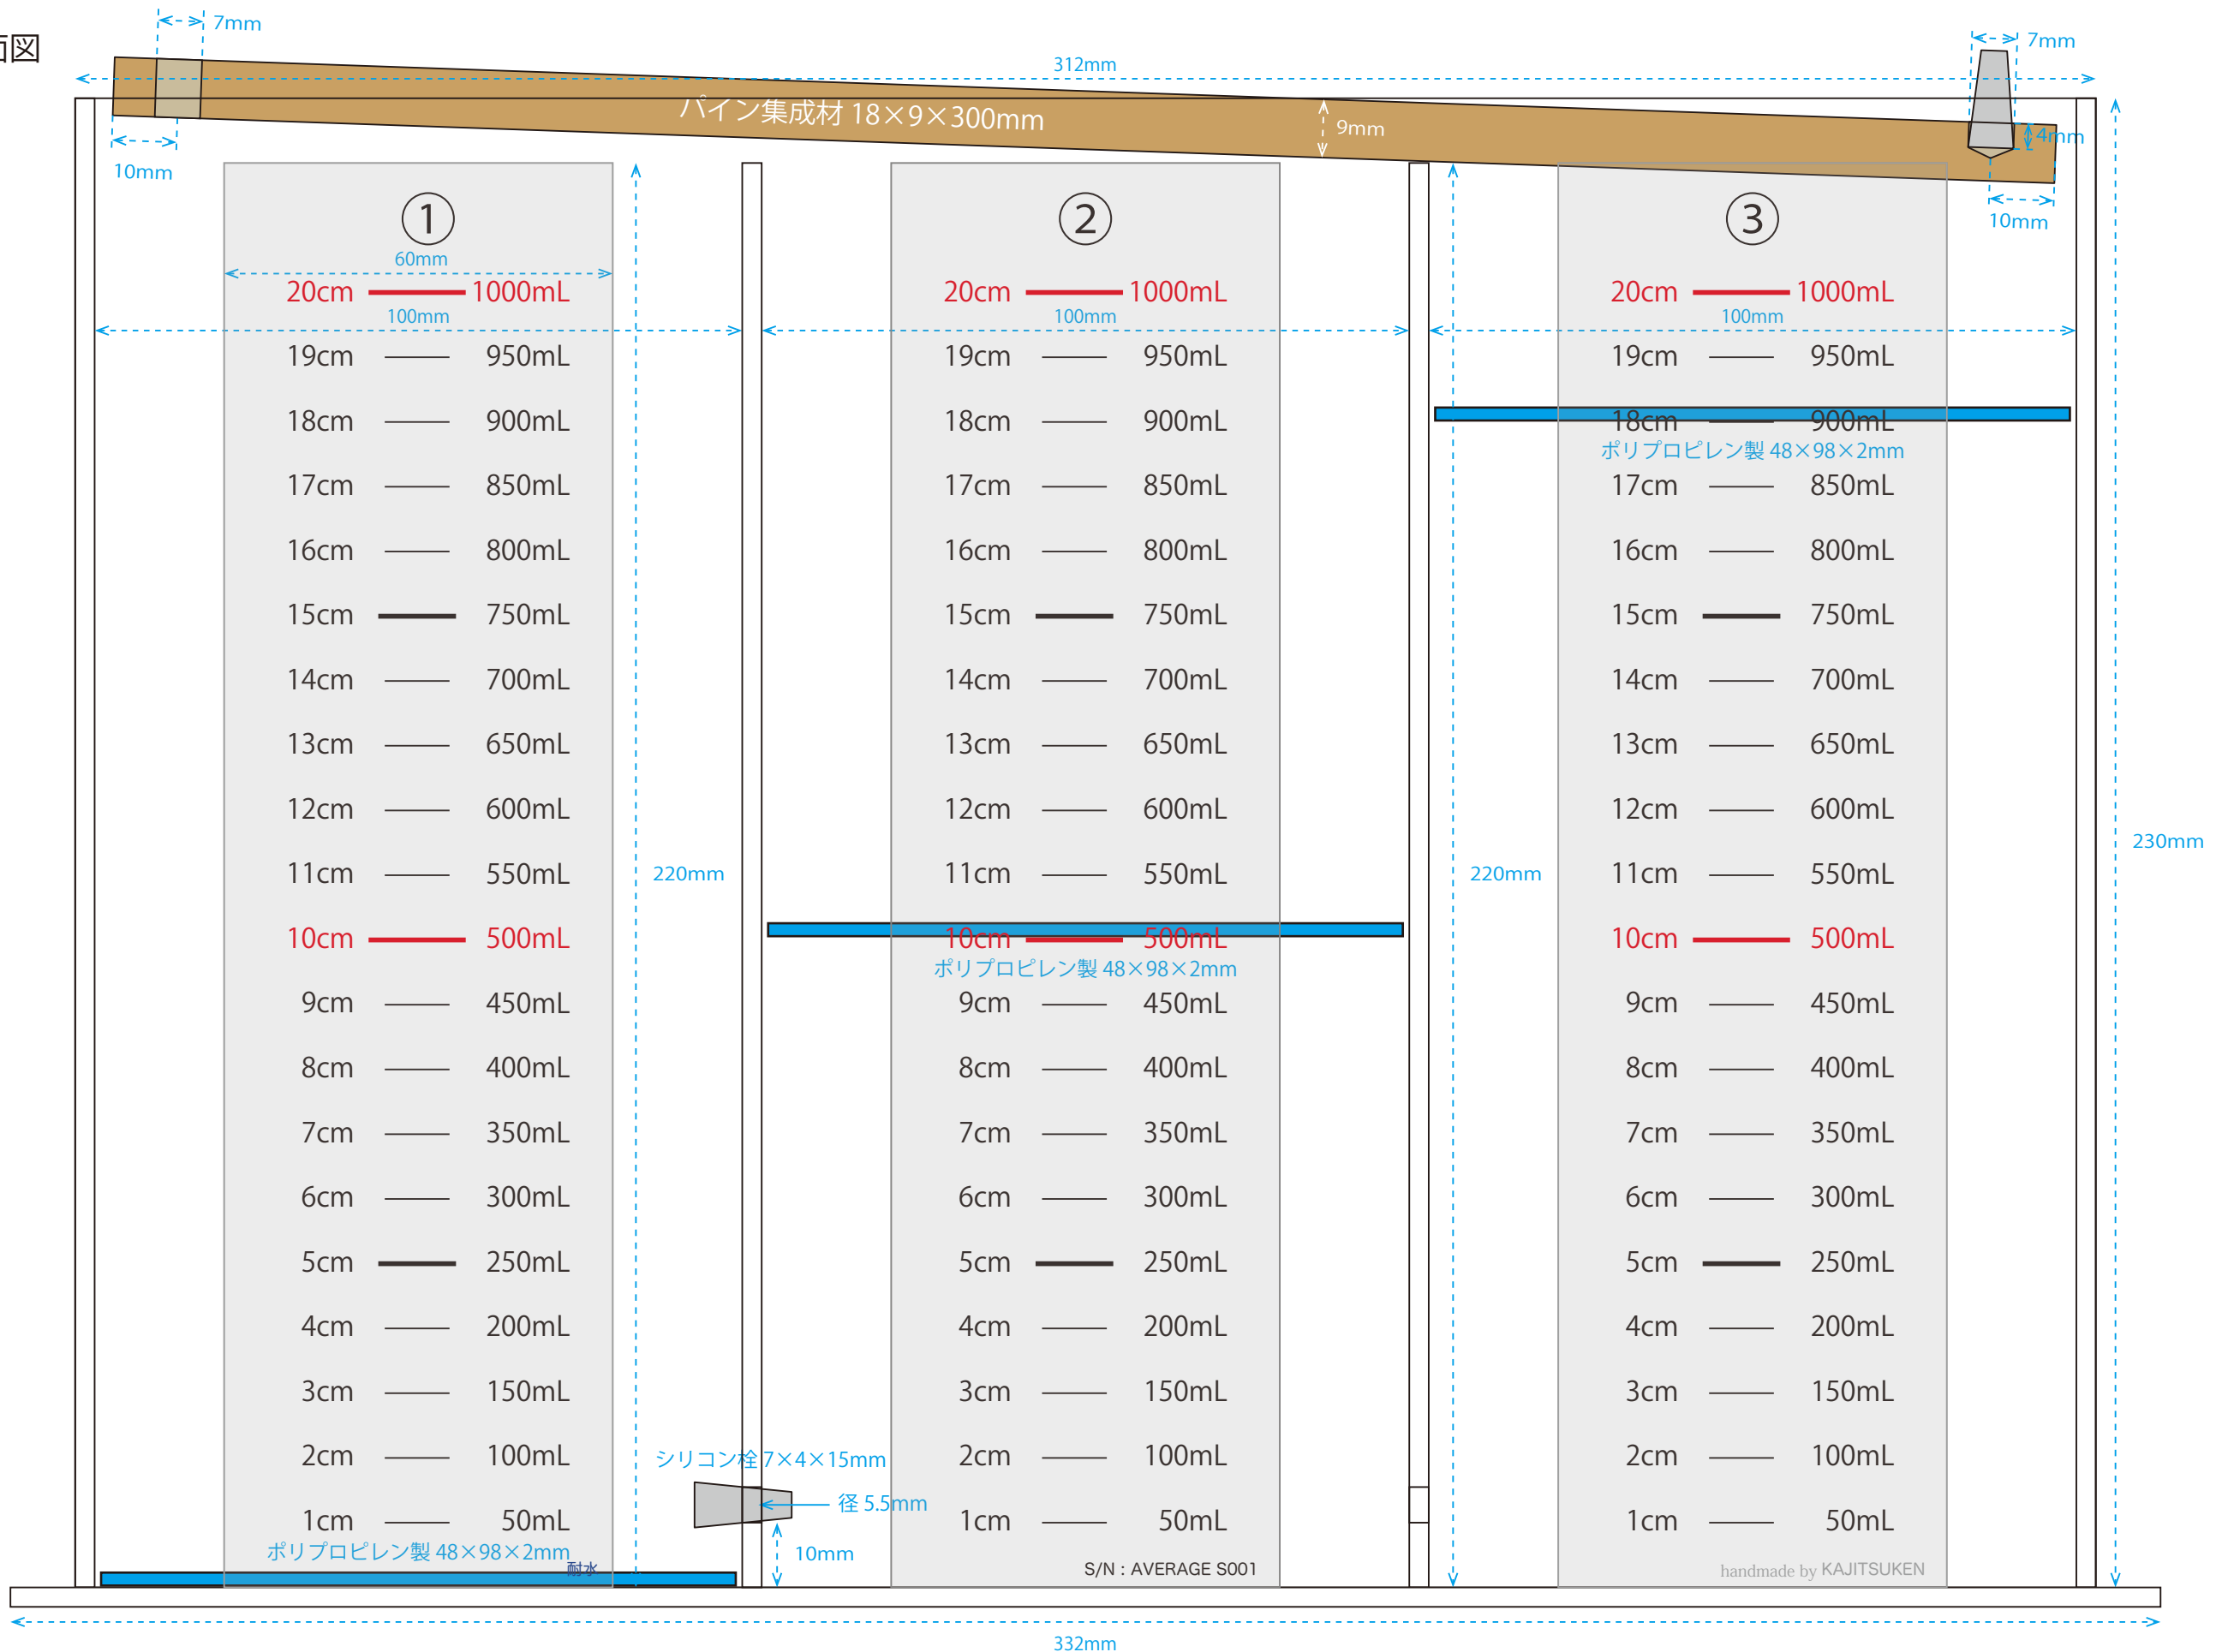 面図
7mm
7mm
312mm
パイン集成材 18×9×300mm
9mm
4mm
10mm
10mm
①
60mm
20cm 1000mL
100mm
19cm 950mL
18cm 900mL
17cm 850mL
16cm 800mL
15cm 750mL
14cm 700mL
13cm 650mL
12cm 600mL
11cm 550mL
10cm 500mL
9cm 450mL
8cm 400mL
7cm 350mL
6cm 300mL
5cm 250mL
4cm 200mL
3cm 150mL
2cm 100mL
1cm 50mL
ポリプロピレン製 48×98×2mm
耐水
220mm
シリコン栓 7×4×15mm
径 5.5mm
10mm
②
20cm 1000mL
100mm
19cm 950mL
18cm 900mL
17cm 850mL
16cm 800mL
15cm 750mL
14cm 700mL
13cm 650mL
12cm 600mL
11cm 550mL
10cm 500mL
ポリプロピレン製 48×98×2mm
9cm 450mL
8cm 400mL
7cm 350mL
6cm 300mL
5cm 250mL
4cm 200mL
3cm 150mL
2cm 100mL
1cm 50mL
S/N : AVERAGE S001
220mm
③
20cm 1000mL
100mm
19cm 950mL
18cm 900mL
ポリプロピレン製 48×98×2mm
17cm 850mL
16cm 800mL
15cm 750mL
14cm 700mL
13cm 650mL
12cm 600mL
11cm 550mL
10cm 500mL
9cm 450mL
8cm 400mL
7cm 350mL
6cm 300mL
5cm 250mL
4cm 200mL
3cm 150mL
2cm 100mL
1cm 50mL
handmade by KAJITSUKEN
230mm
332mm